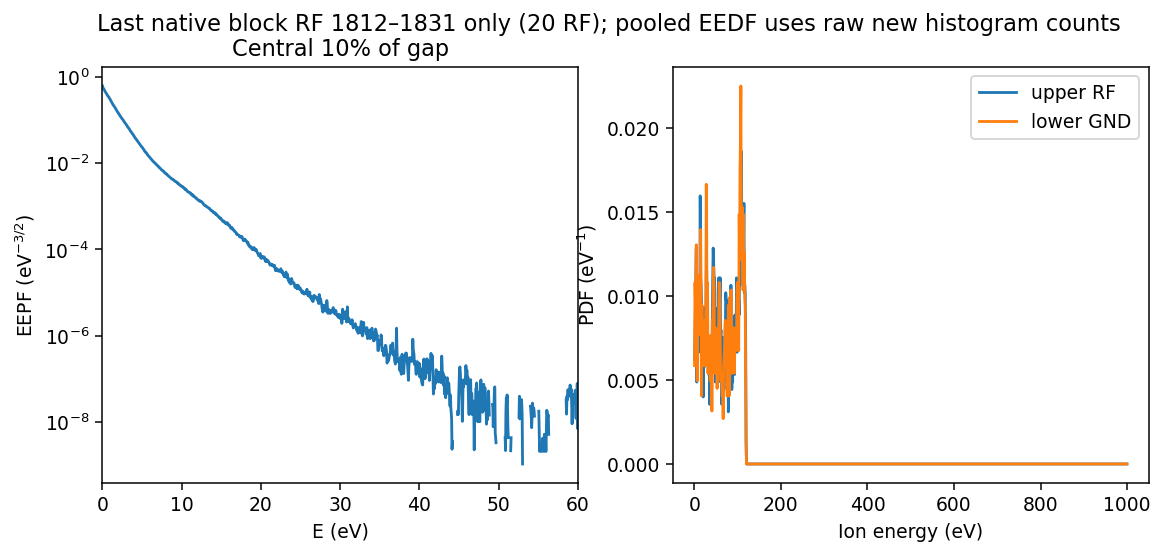 Last native block RF 1812–1831 only (20 RF); pooled EEDF uses raw new histogram counts
Central 10% of gap
10⁰
10⁻²
10⁻⁴
10⁻⁶
10⁻⁸
EEPF (eV⁻³/²)
0 10 20 30 40 50 60
E (eV)
upper RF
lower GND
0.020
0.015
0.010
0.005
0.000
PDF (eV⁻¹)
0 200 400 600 800 1000
Ion energy (eV)